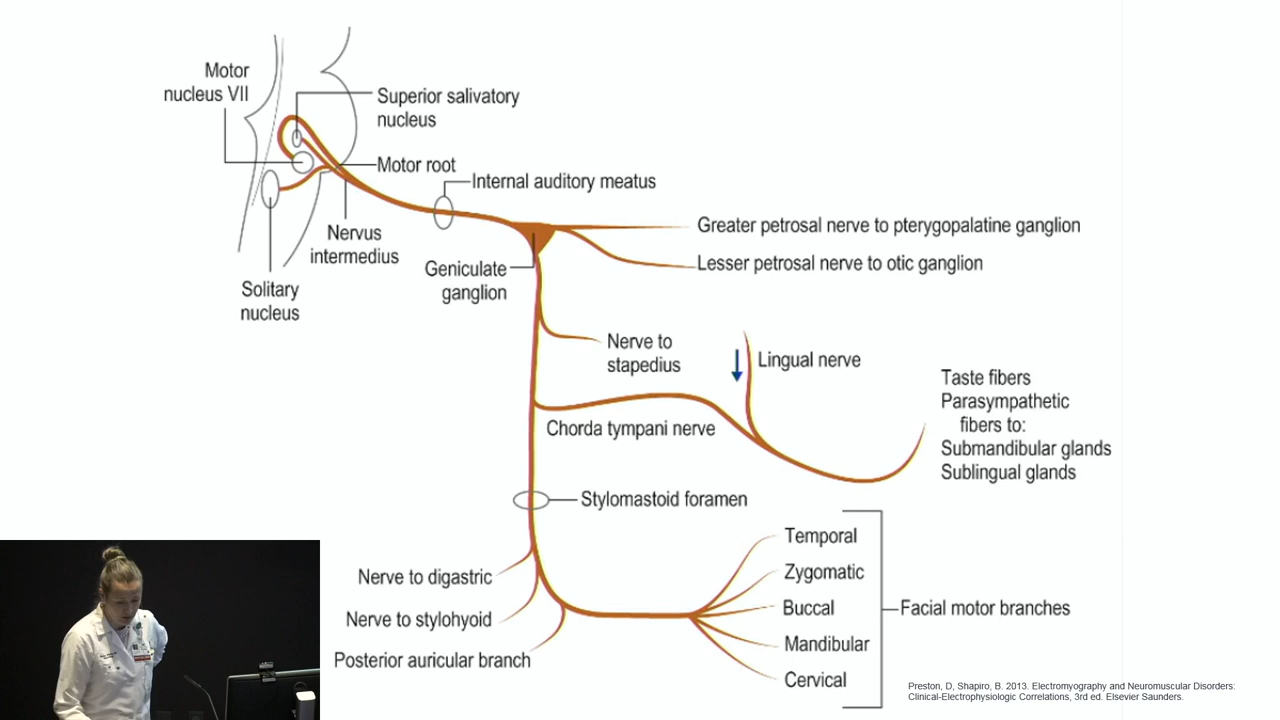 Motor
nucleus VII
Superior salivatory
nucleus
Motor root
Internal auditory meatus
Nervus
intermedius
Solitary
nucleus
Geniculate
ganglion
Greater petrosal nerve to pterygopalatine ganglion
Lesser petrosal nerve to otic ganglion
Nerve to
stapedius
Lingual nerve
Taste fibers
Parasympathetic
fibers to:
Submandibular glands
Sublingual glands
Chorda tympani nerve
Stylomastoid foramen
Nerve to digastric
Nerve to stylohyoid
Posterior auricular branch
Temporal
Zygomatic
Buccal
Mandibular
Cervical
Facial motor branches
Preston, D, Shapiro, B. 2013. Electromyography and Neuromuscular Disorders:
Clinical-Electrophysiologic Correlations, 3rd ed. Elsevier Saunders.